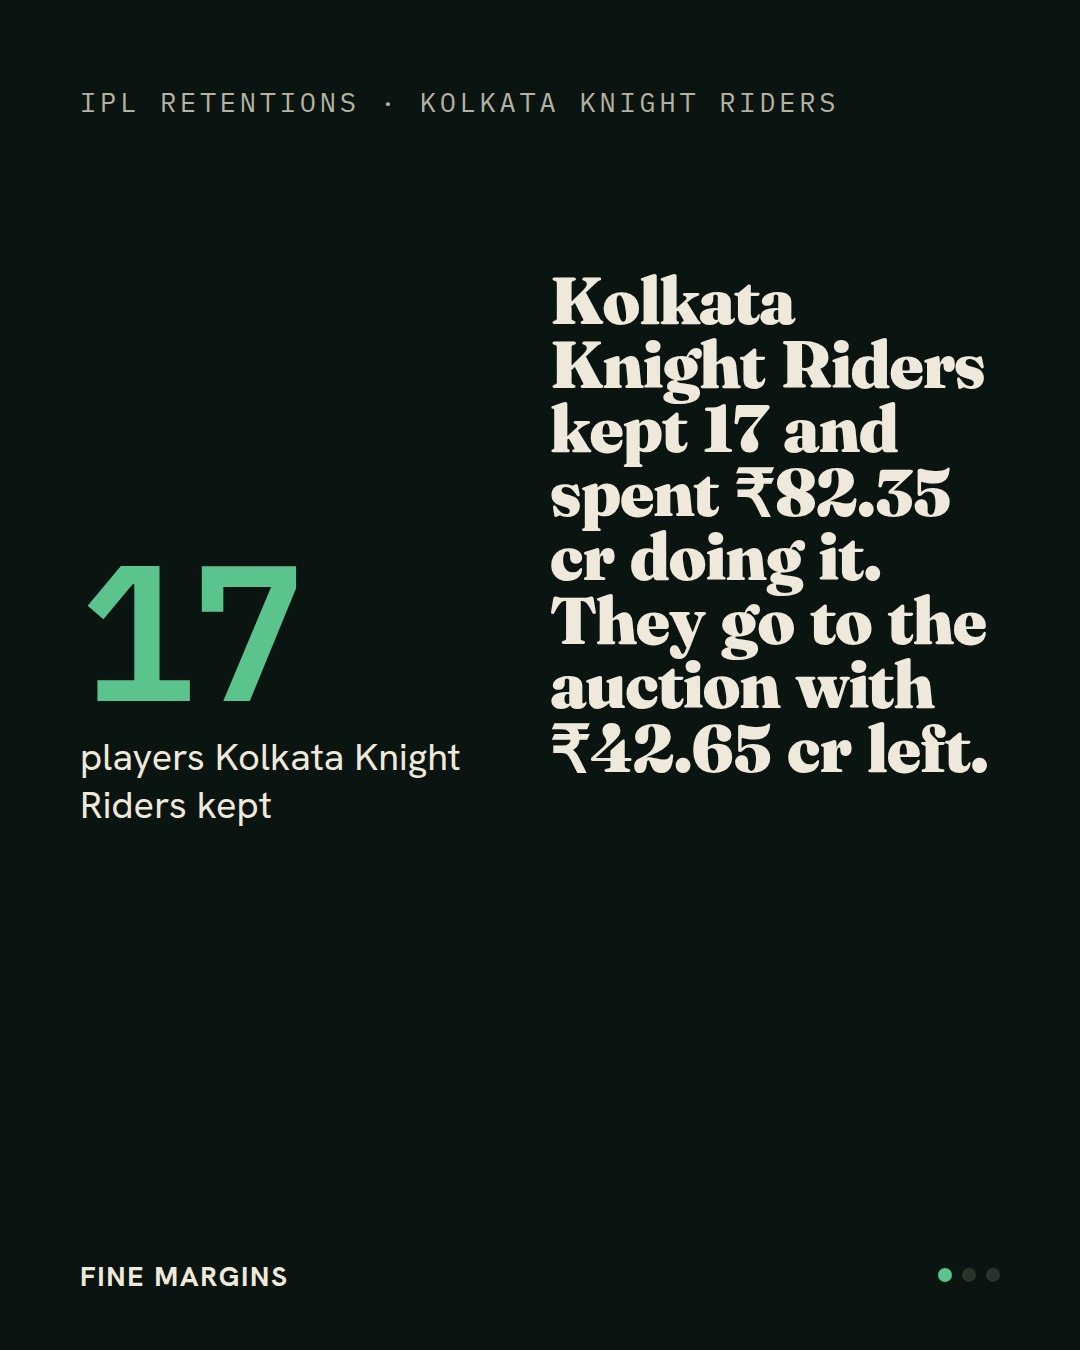 IPL RETENTIONS · KOLKATA KNIGHT RIDERS
17
players Kolkata Knight
Riders kept
Kolkata
Knight Riders
kept 17 and
spent ₹82.35
cr doing it.
They go to the
auction with
₹42.65 cr left.
FINE MARGINS